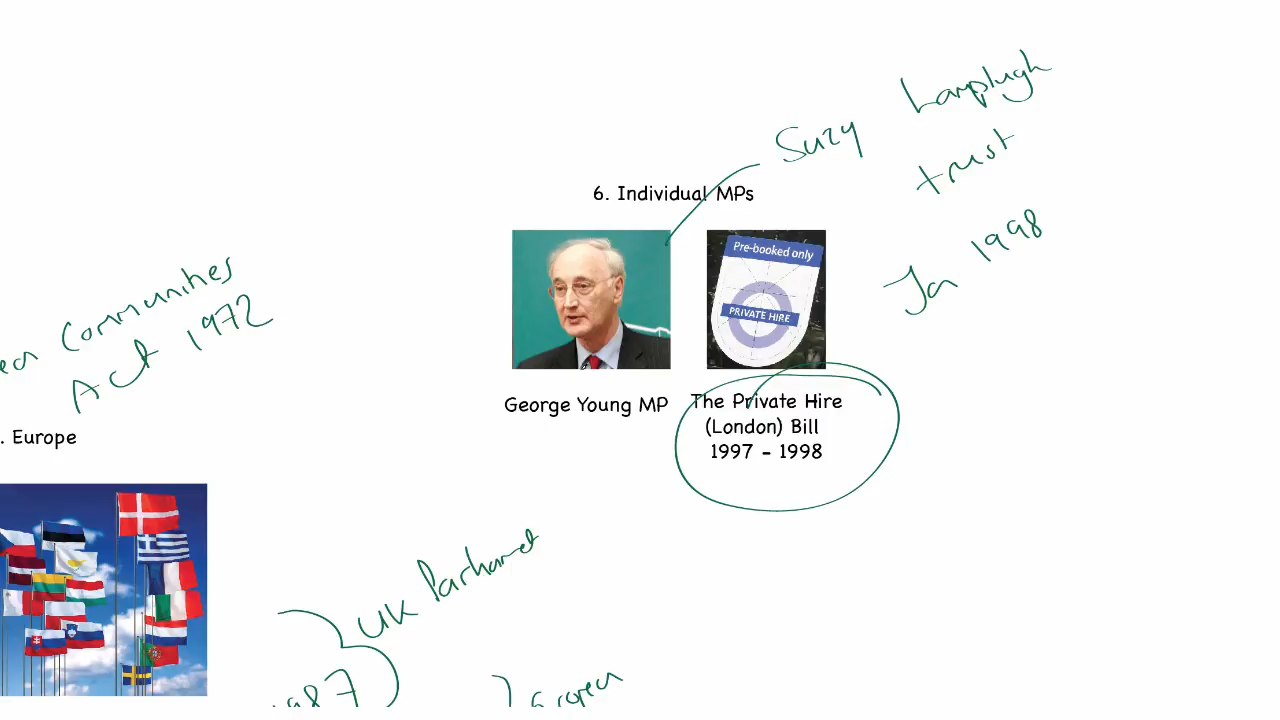 Suzy Lamplugh
trust
Jan 1998
6. Individual MPs
Pre-booked only
PRIVATE HIRE
George Young MP
The Private Hire
(London) Bill
1997 - 1998
Communities
Act 1972
. Europe
UK Parliament
1987